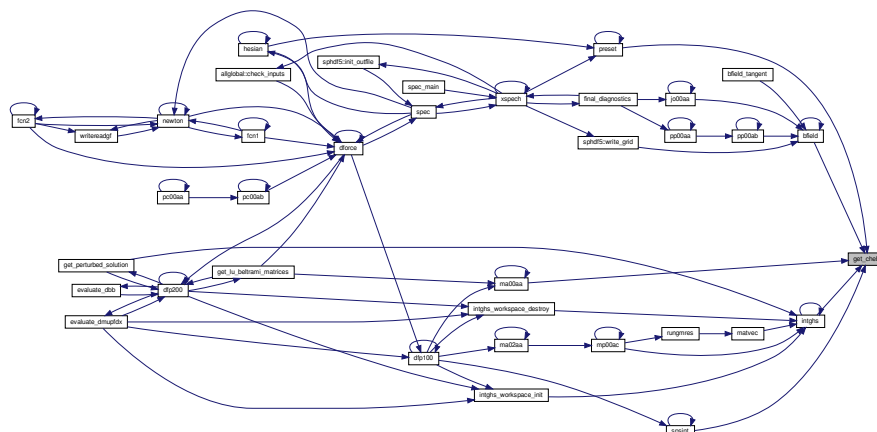 hesian
preset
allglobal::check_inputs
sphdf5::init_outfile
bfield_tangent
spec_main
xspech
final_diagnostics
jo00aa
spec
fcn2
newton
writereadgf
fcn1
pp00aa
pp00ab
bfield
dforce
sphdf5::write_grid
pc00aa
pc00ab
get_chel
get_perturbed_solution
get_lu_beltrami_matrices
evaluate_dbb
dfp200
ma00aa
evaluate_dmupfdx
intghs_workspace_destroy
intghs
rungmres
matvec
ma02aa
mp00ac
dfp100
intghs_workspace_init